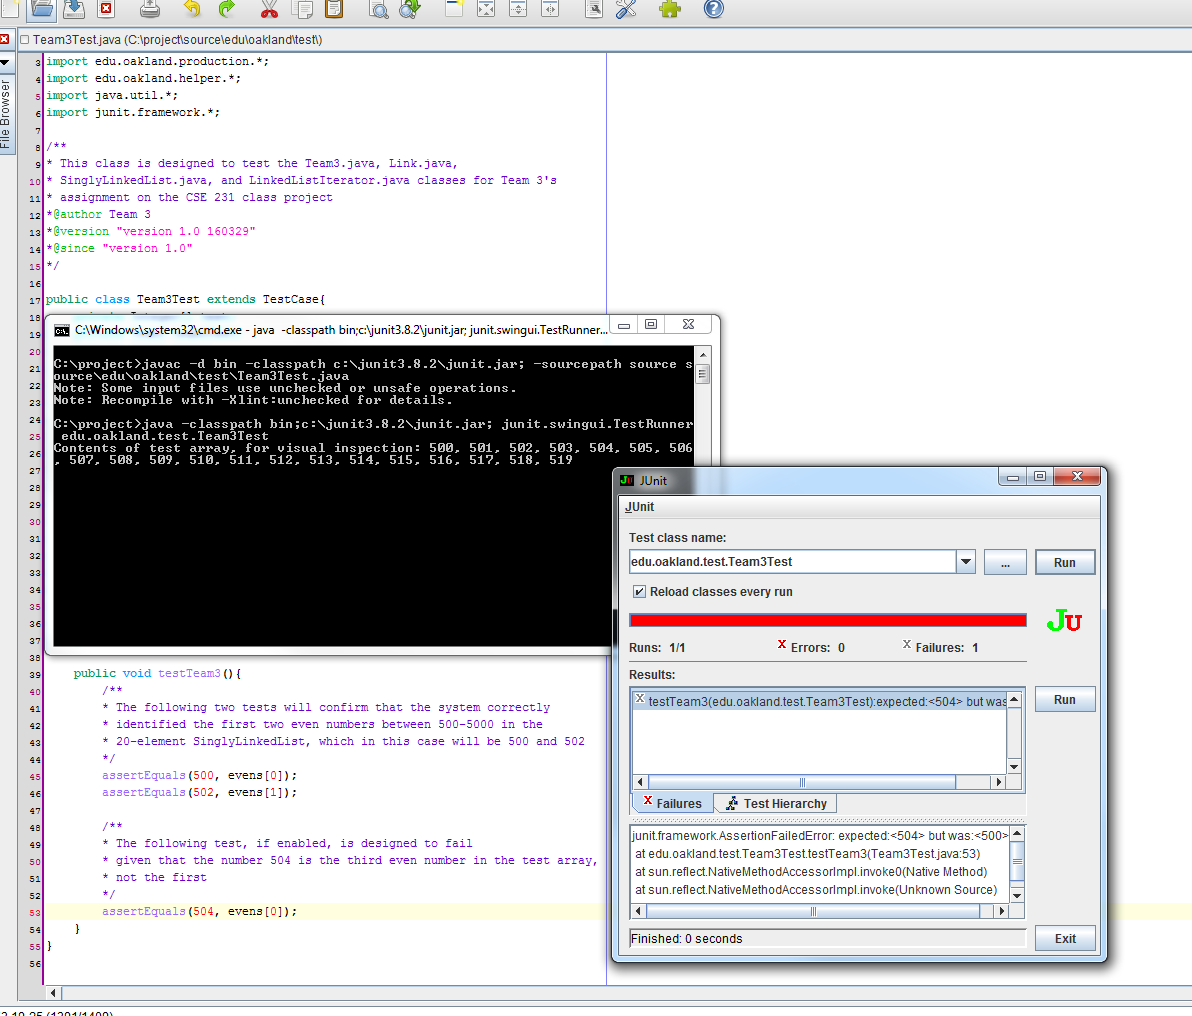 Team3Test.java (C:\project\source\edu\oakland\test\)
File Browser
3 import edu.oakland.production.*;
4 import edu.oakland.helper.*;
5 import java.util.*;
6 import junit.framework.*;
7
8 /**
9 * This class is designed to test the Team3.java, Link.java,
10 * SinglyLinkedList.java, and LinkedListIterator.java classes for Team 3's
11 * assignment on the CSE 231 class project
12 *@author Team 3
13 *@version "version 1.0 160329"
14 *@since "version 1.0"
15 */
16
17 public class Team3Test extends TestCase{
18
19
20
21
22
23
24
25
26
27
28
29
30
31
32
33
34
35
36
37
38
C:\Windows\system32\cmd.exe - java -classpath bin;c:\junit3.8.2\junit.jar; junit.swingui.TestRunner...
C:\project>javac -d bin -classpath c:\junit3.8.2\junit.jar; -sourcepath source s
ource\edu\oakland\test\Team3Test.java
Note: Some input files use unchecked or unsafe operations.
Note: Recompile with -Xlint:unchecked for details.
C:\project>java -classpath bin;c:\junit3.8.2\junit.jar; junit.swingui.TestRunner
edu.oakland.test.Team3Test
Contents of test array, for visual inspection: 500, 501, 502, 503, 504, 505, 506
, 507, 508, 509, 510, 511, 512, 513, 514, 515, 516, 517, 518, 519
39 public void testTeam3(){
40 /**
41 * The following two tests will confirm that the system correctly
42 * identified the first two even numbers between 500-5000 in the
43 * 20-element SinglyLinkedList, which in this case will be 500 and 502
44 */
45 assertEquals(500, evens[0]);
46 assertEquals(502, evens[1]);
47
48 /**
49 * The following test, if enabled, is designed to fail
50 * given that the number 504 is the third even number in the test array,
51 * not the first
52 */
53 assertEquals(504, evens[0]);
54 }
55 }
56
JU JUnit
JUnit
Test class name:
edu.oakland.test.Team3Test
...
Run
Reload classes every run
JU
Runs: 1/1
X Errors: 0
X Failures: 1
Results:
X testTeam3(edu.oakland.test.Team3Test):expected:<504> but was
Run
X Failures
Test Hierarchy
junit.framework.AssertionFailedError: expected:<504> but was:<500>
at edu.oakland.test.Team3Test.testTeam3(Team3Test.java:53)
at sun.reflect.NativeMethodAccessorImpl.invoke0(Native Method)
at sun.reflect.NativeMethodAccessorImpl.invoke(Unknown Source)
Finished: 0 seconds
Exit